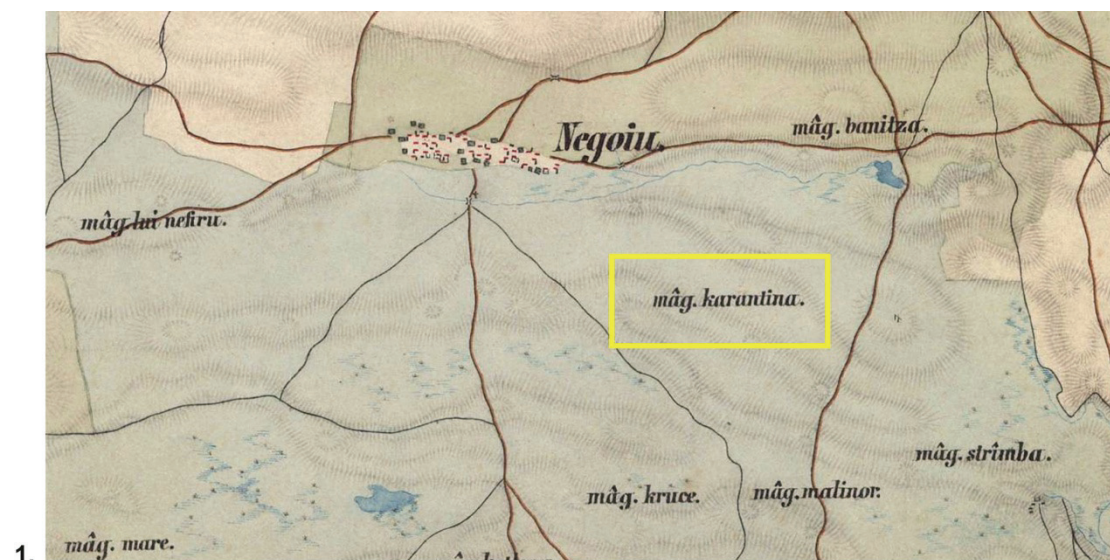 Negoiu.
mâg. banitza.
mâg. lui nefiru.
mâg. karantina.
mâg. strîmba.
mâg. kruce.
mâg. malinor.
mâg. mare.
1.